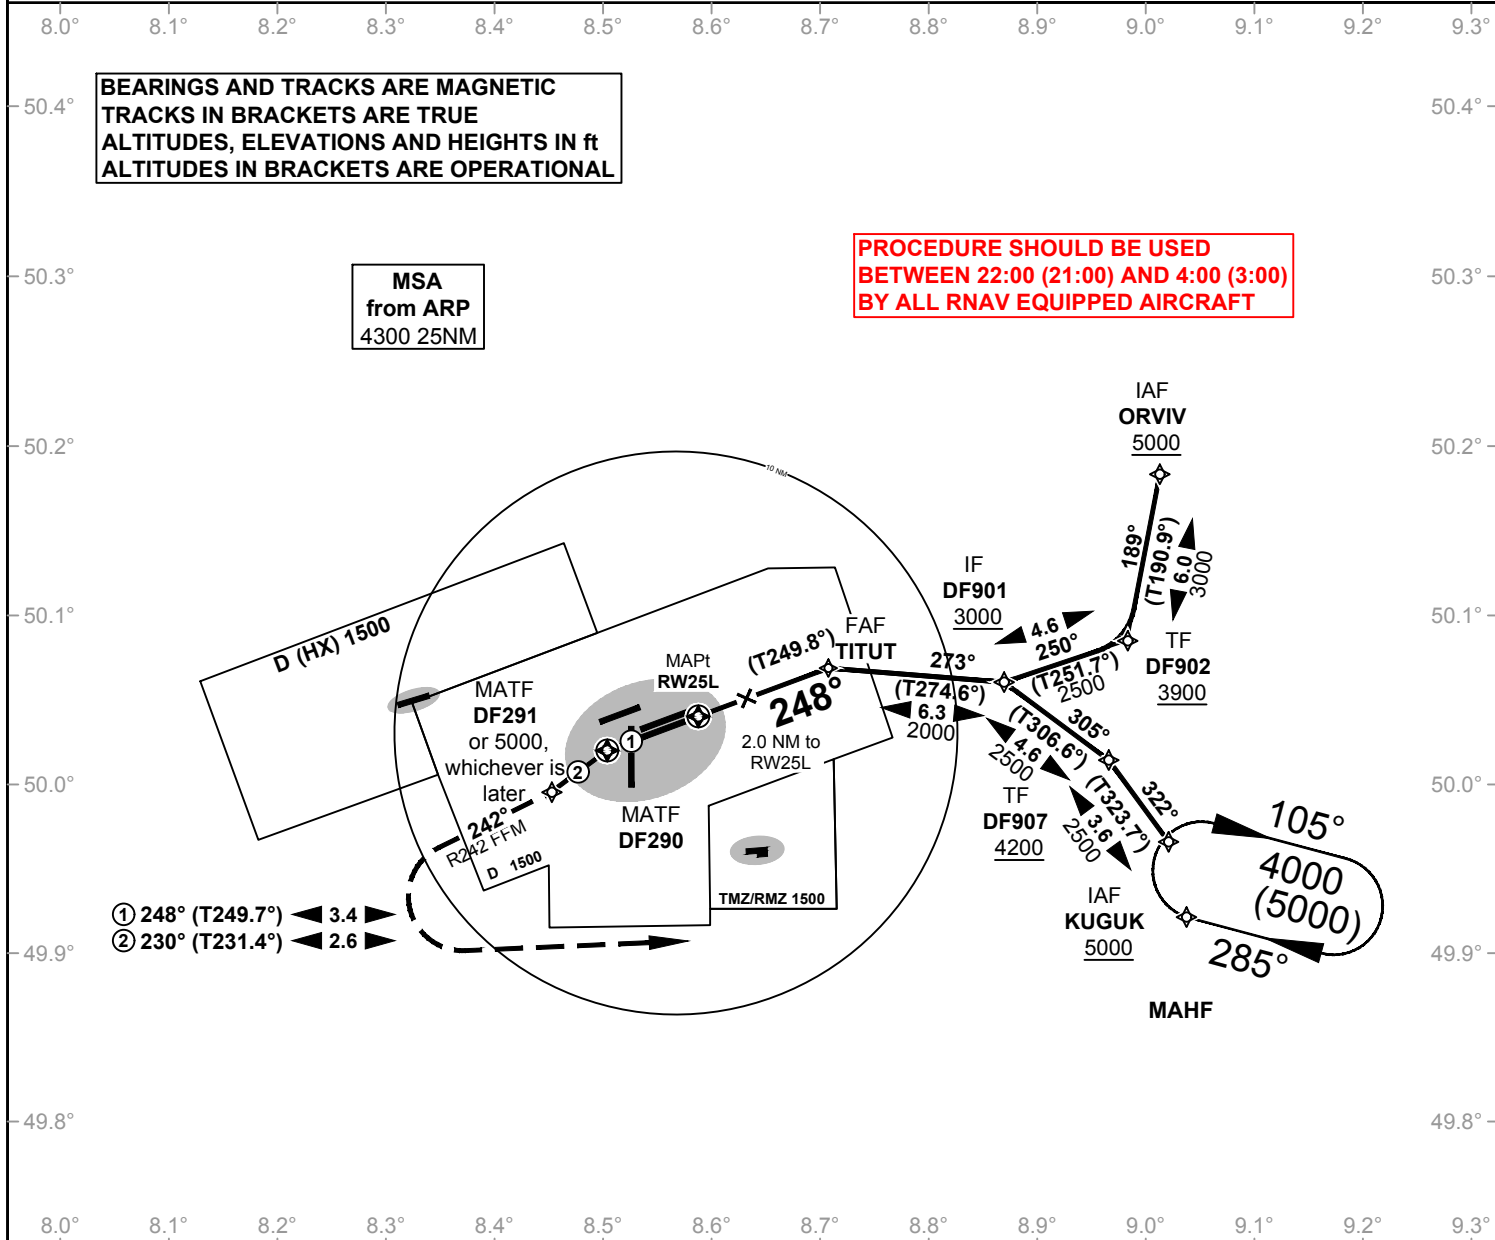 8.0° 8.1° 8.2° 8.3° 8.4° 8.5° 8.6° 8.7° 8.8° 8.9° 9.0° 9.1° 9.2° 9.3°
BEARINGS AND TRACKS ARE MAGNETIC
TRACKS IN BRACKETS ARE TRUE
ALTITUDES, ELEVATIONS AND HEIGHTS IN ft
ALTITUDES IN BRACKETS ARE OPERATIONAL
50.4° 50.4°
PROCEDURE SHOULD BE USED
BETWEEN 22:00 (21:00) AND 4:00 (3:00)
BY ALL RNAV EQUIPPED AIRCRAFT
MSA
from ARP
4300 25NM
50.3° 50.3°
IAF
ORVIV
5000
50.2° 50.2°
10 NM
189°
(T190.9°)
6.0
3000
IF
DF901
3000
4.6
250°
(T251.7°)
2500
TF
DF902
3900
50.1° 50.1°
D (HX) 1500
FAF
TITUT
273°
(T274.6°)
6.3
2000
(T249.8°)
248°
MAPt
RW25L
2.0 NM to
RW25L
MATF
DF291
or 5000,
whichever is
later
1
2
305°
(T306.6°)
4.6
2500
50.0° 50.0°
TF
DF907
4200
322°
(T323.7°)
3.6
2500
MATF
DF290
242°
R242 FFM
D 1500
TMZ/RMZ 1500
105°
4000
(5000)
285°
IAF
KUGUK
5000
1 248° (T249.7°) 3.4
2 230° (T231.4°) 2.6
49.9° 49.9°
MAHF
49.8° 49.8°
8.0° 8.1° 8.2° 8.3° 8.4° 8.5° 8.6° 8.7° 8.8° 8.9° 9.0° 9.1° 9.2° 9.3°